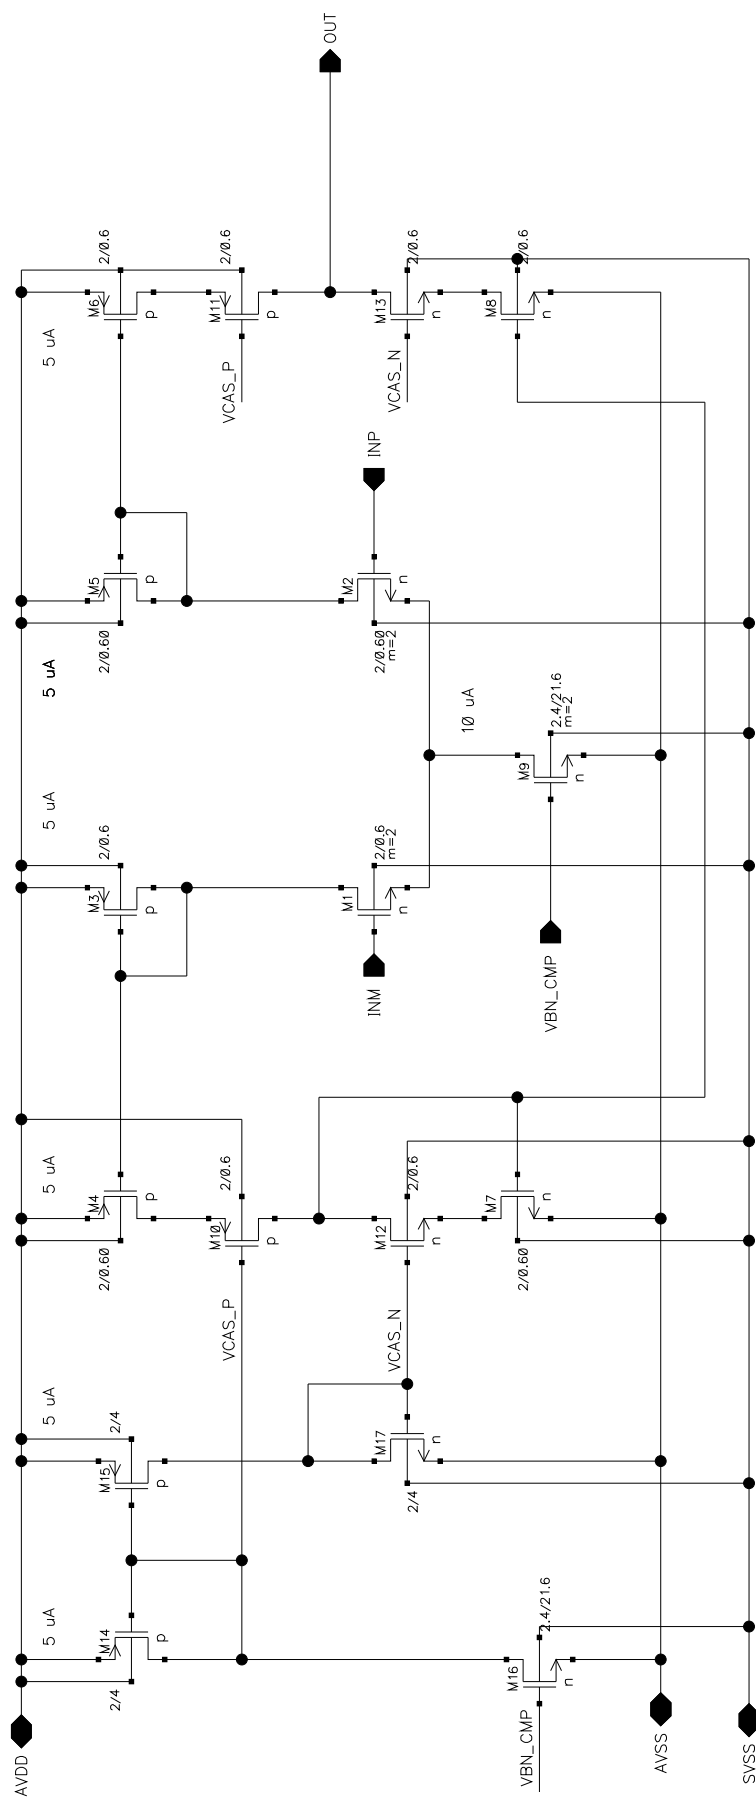 OUT
2/0.6
2/0.6
2/0.6
2/0.6
M6
M11
M13
M8
p
p
n
n
5 uA
VCAS_P
VCAS_N
INP
M5
M2
p
n
2/0.60
2/0.60
m=2
5 uA
10 uA
2.4/21.6
m=2
M9
n
5 uA
2/0.6
2/0.6
m=2
M3
M1
p
n
INM
VBN_CMP
5 uA
2/0.6
2/0.6
M4
M10
M12
M7
p
p
n
n
2/0.60
2/0.60
VCAS_P
VCAS_N
5 uA
2/4
M15
M17
p
n
2/4
5 uA
2.4/21.6
M14
M16
p
n
2/4
VBN_CMP
AVDD
AVSS
SVSS